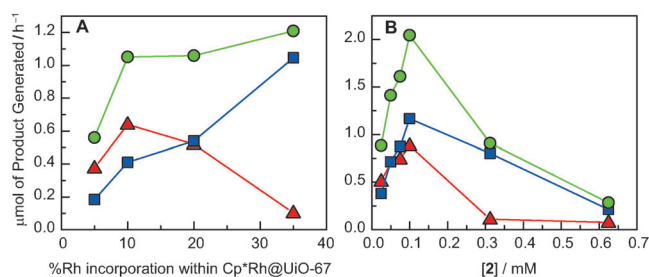 A
B
µmol of Product Generated / h⁻¹
1.2
1.0
0.8
0.6
0.4
0.2
0.0
0 10 20 30 40
%Rh incorporation within Cp*Rh@UiO-67
2.0
1.5
1.0
0.5
0.0
0.0 0.1 0.2 0.3 0.4 0.5 0.6 0.7
[2] / mM